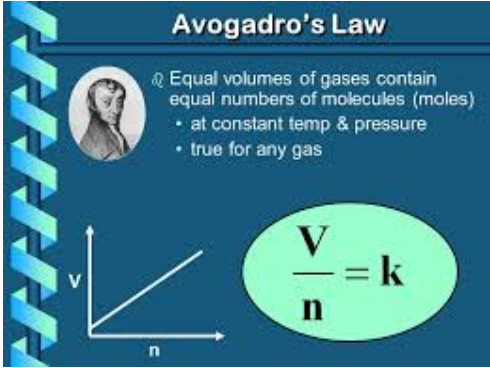 Avogadro's Law
Equal volumes of gases contain
equal numbers of molecules (moles)
• at constant temp & pressure
• true for any gas
V
n
V
n
= k